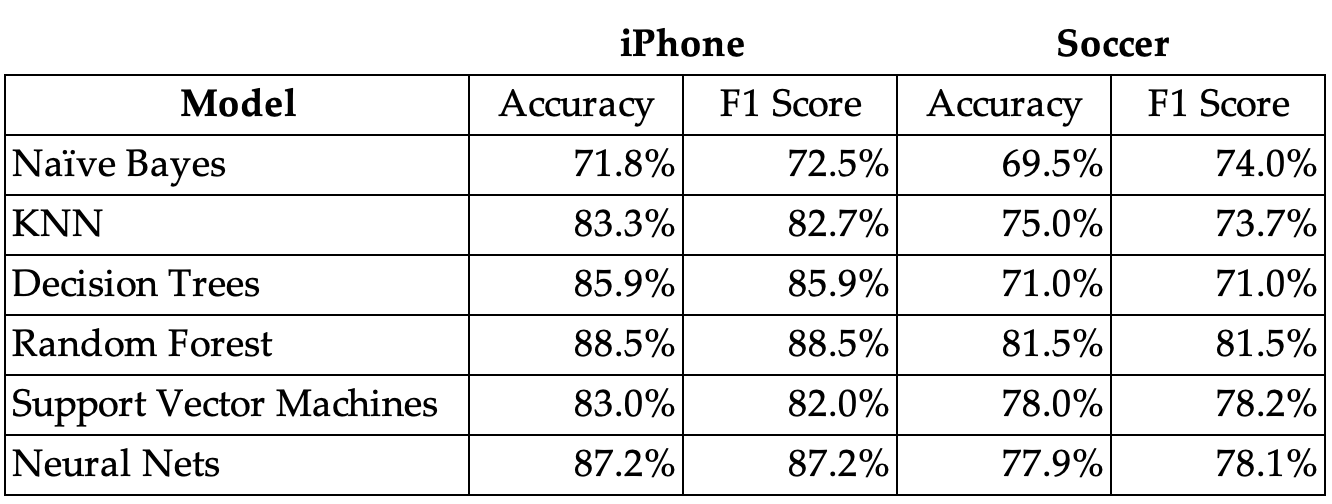 iPhone Soccer
Model Accuracy F1 Score Accuracy F1 Score
Naïve Bayes 71.8% 72.5% 69.5% 74.0%
KNN 83.3% 82.7% 75.0% 73.7%
Decision Trees 85.9% 85.9% 71.0% 71.0%
Random Forest 88.5% 88.5% 81.5% 81.5%
Support Vector Machines 83.0% 82.0% 78.0% 78.2%
Neural Nets 87.2% 87.2% 77.9% 78.1%